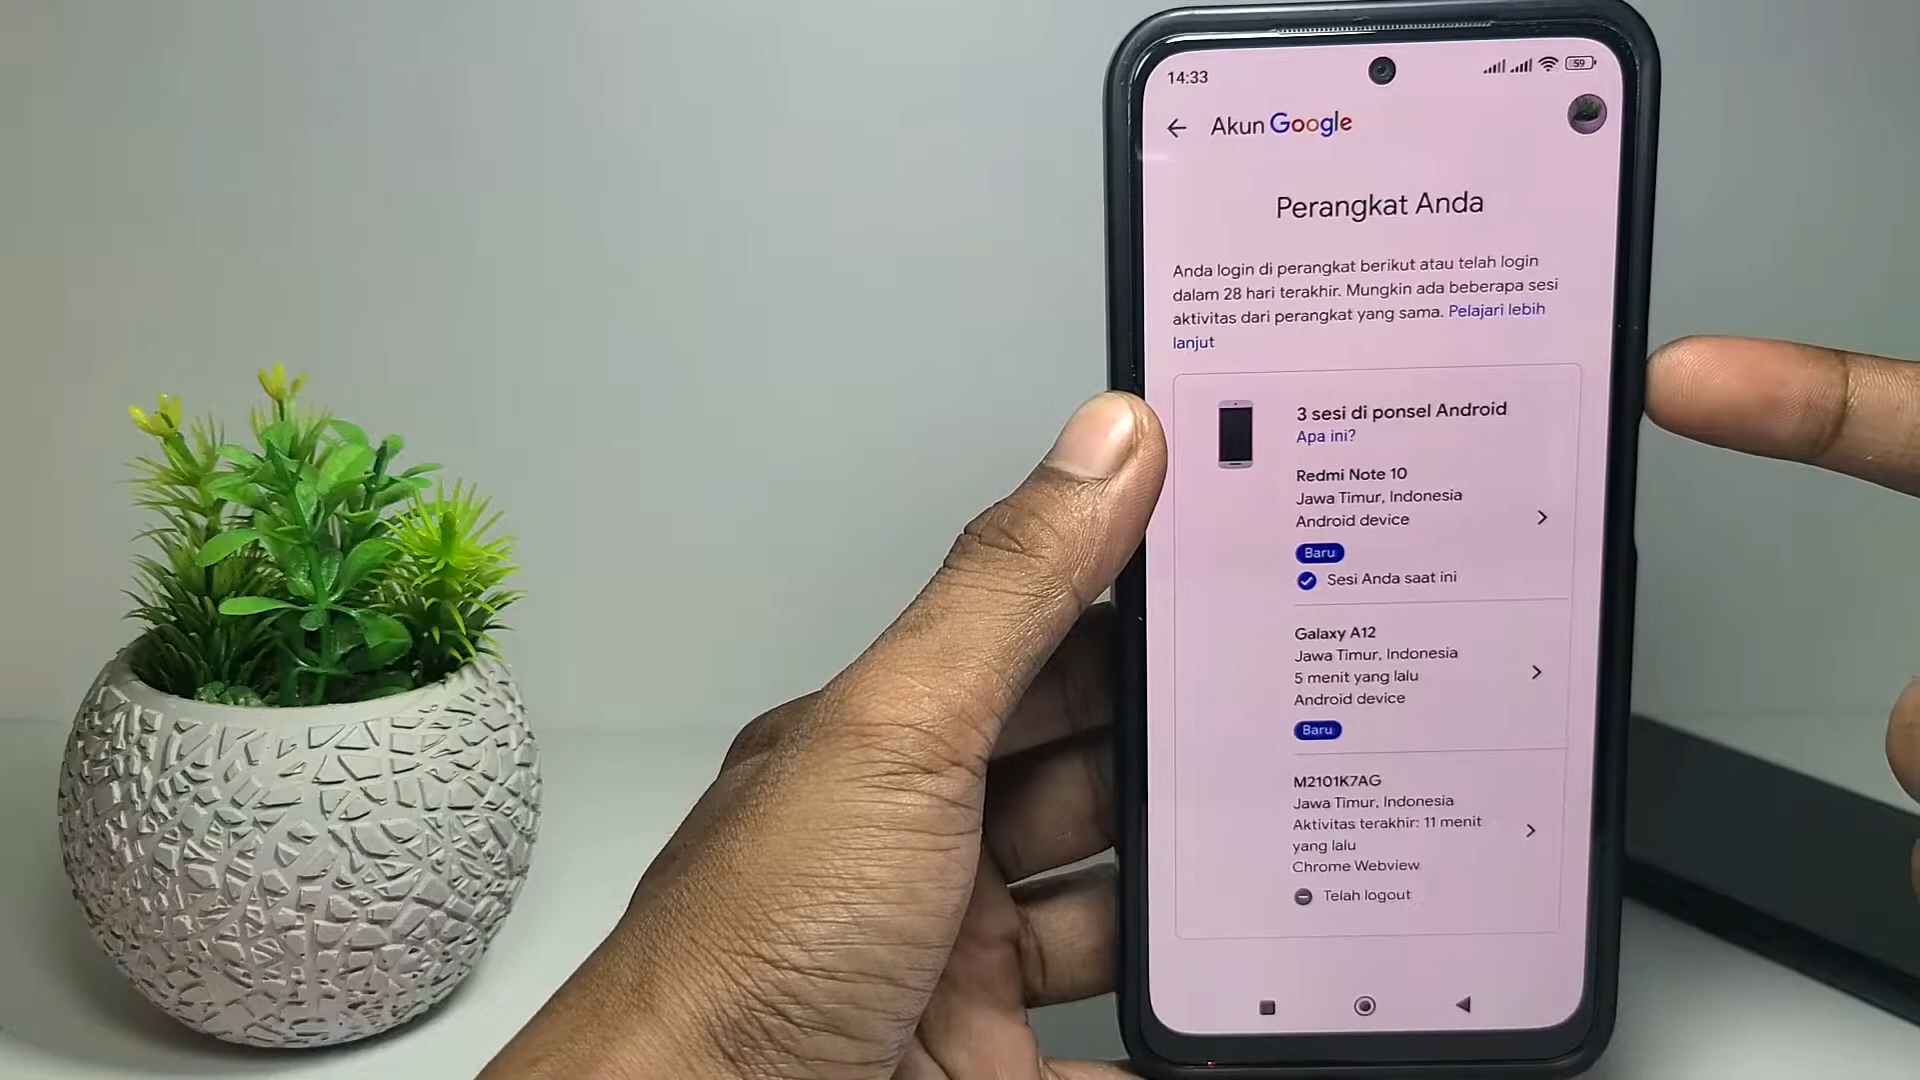 14:33
59
Akun Google
Perangkat Anda
Anda login di perangkat berikut atau telah login
dalam 28 hari terakhir. Mungkin ada beberapa sesi
aktivitas dari perangkat yang sama. Pelajari lebih
lanjut
3 sesi di ponsel Android
Apa ini?
Redmi Note 10
Jawa Timur, Indonesia
Android device
Baru
Sesi Anda saat ini
Galaxy A12
Jawa Timur, Indonesia
5 menit yang lalu
Android device
Baru
M2101K7AG
Jawa Timur, Indonesia
Aktivitas terakhir: 11 menit
yang lalu
Chrome Webview
Telah logout